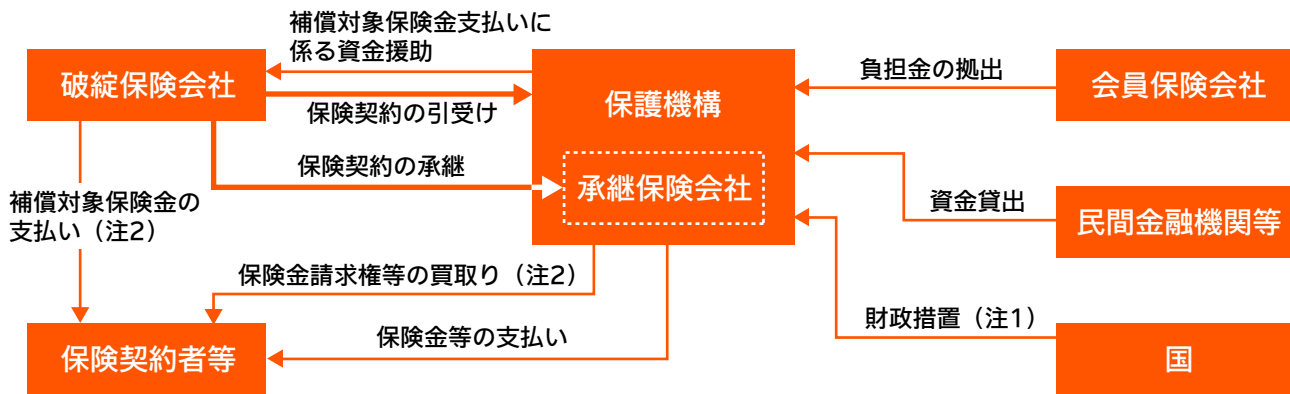 補償対象保険金支払いに
係る資金援助
破綻保険会社
保険契約の引受け
保護機構
負担金の拠出
会員保険会社
保険契約の承継
承継保険会社
補償対象保険金の
支払い（注2）
資金貸出
民間金融機関等
保険金請求権等の買取り（注2）
財政措置（注1）
保険金等の支払い
保険契約者等
国